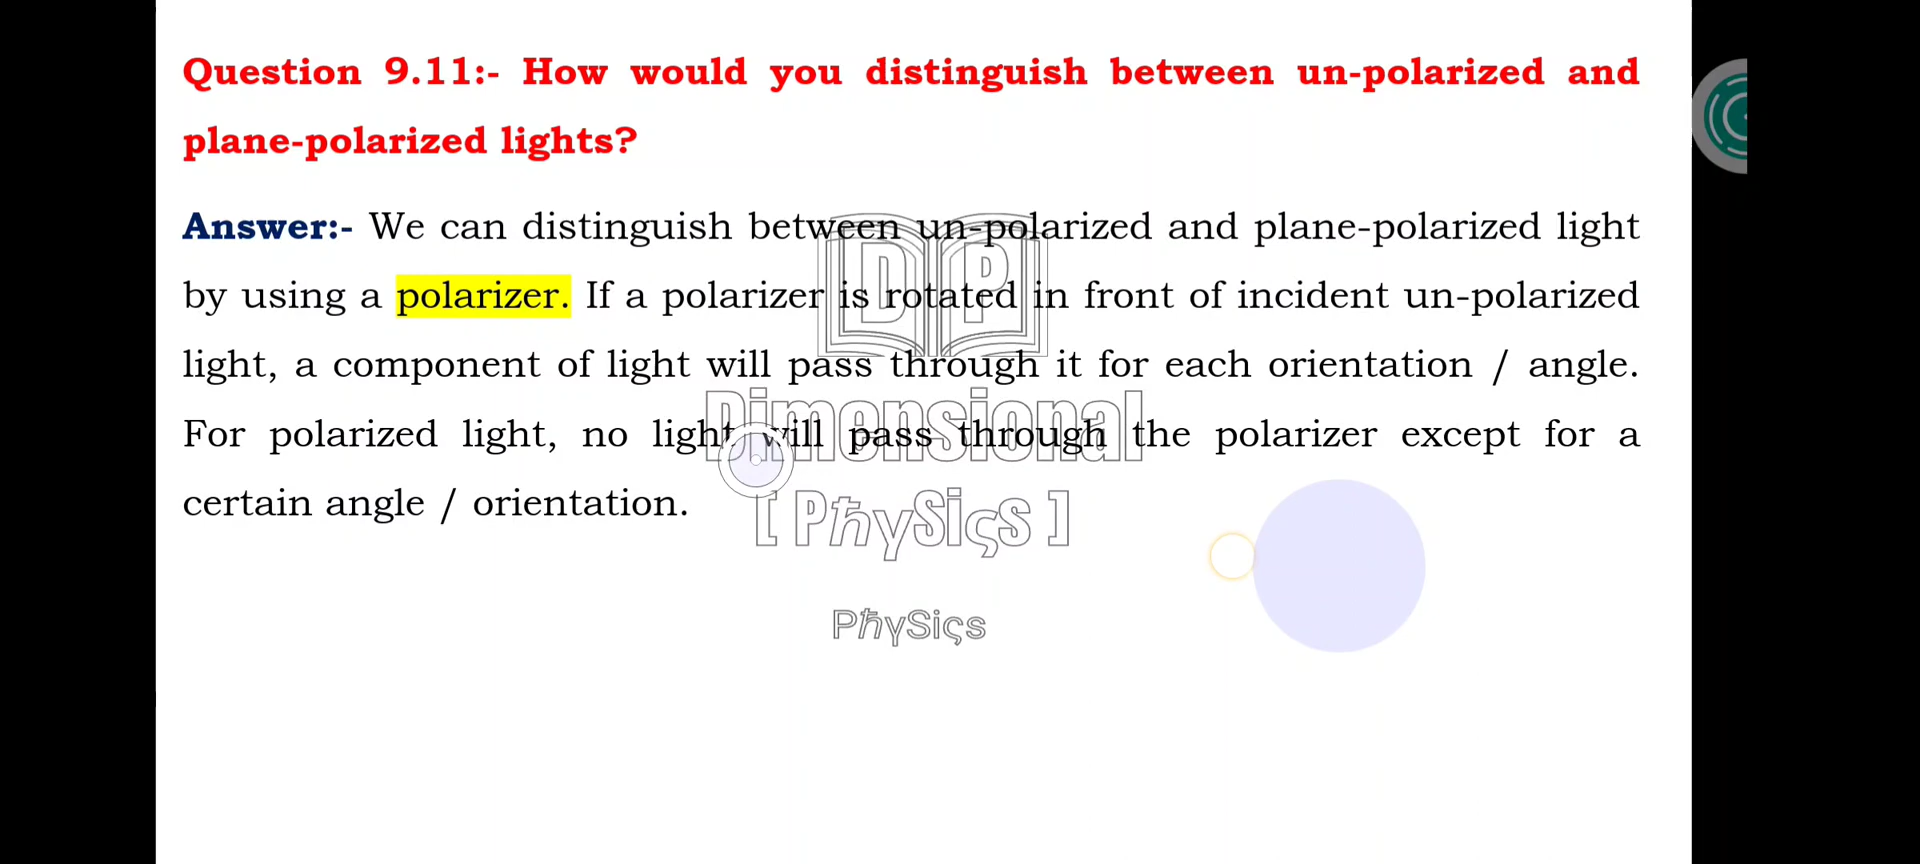 Question 9.11:- How would you distinguish between un-polarized and
plane-polarized lights?
Answer:- We can distinguish between un-polarized and plane-polarized light
by using a polarizer. If a polarizer is rotated in front of incident un-polarized
light, a component of light will pass through it for each orientation / angle.
For polarized light, no light will pass through the polarizer except for a
certain angle / orientation.
DP
Dimensional
[ PℏγSiςs ]
PℏγSiςs